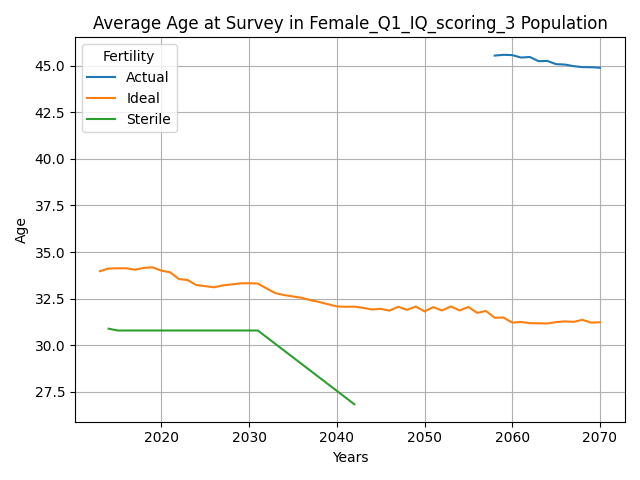 Average Age at Survey in Female_Q1_IQ_scoring_3 Population
Fertility
Actual
Ideal
Sterile
Age
45.0
42.5
40.0
37.5
35.0
32.5
30.0
27.5
2020 2030 2040 2050 2060 2070
Years